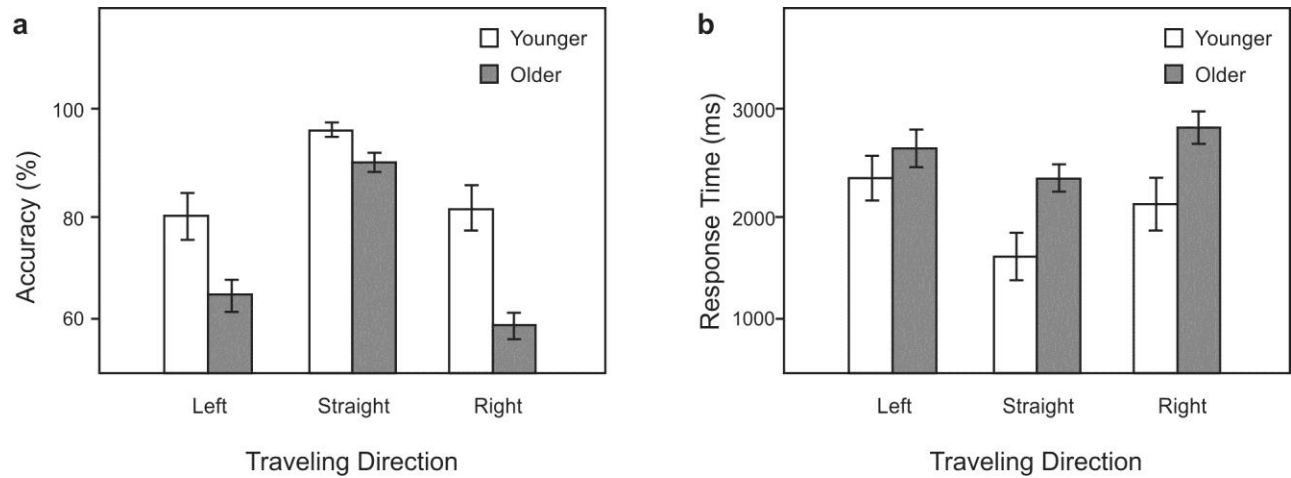 a
Younger
Older
100
80
60
Accuracy (%)
Left Straight Right
Traveling Direction
b
Younger
Older
3000
2000
1000
Response Time (ms)
Left Straight Right
Traveling Direction